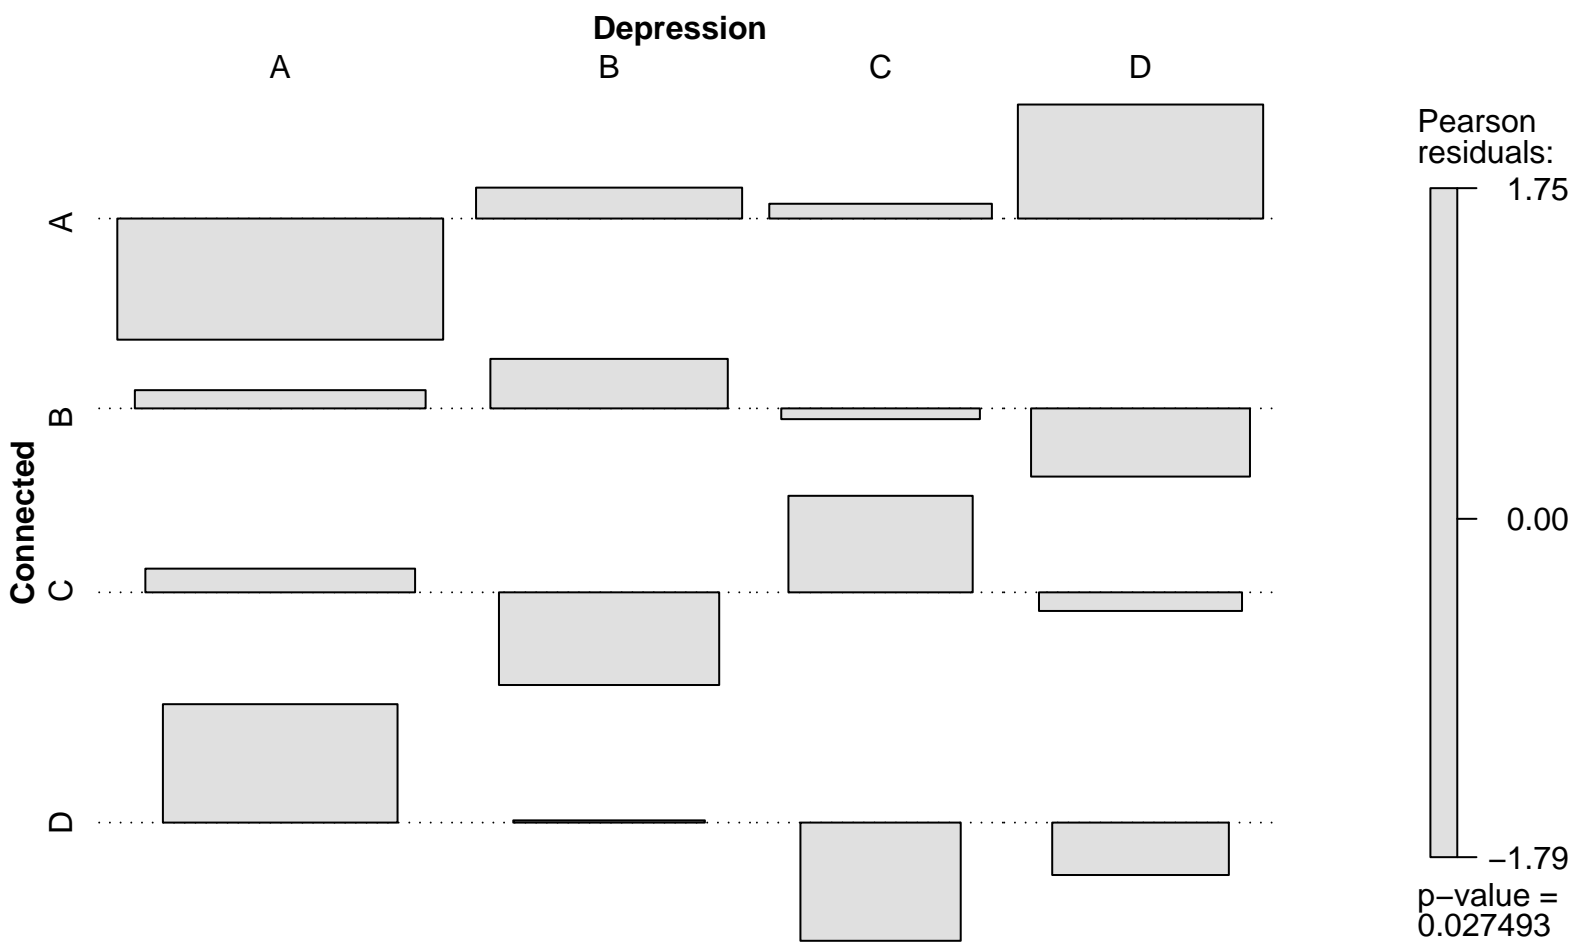 Depression
A B C D
Pearson
residuals:
1.75
A
B
Connected
0.00
C
D
−1.79
p−value =
0.027493